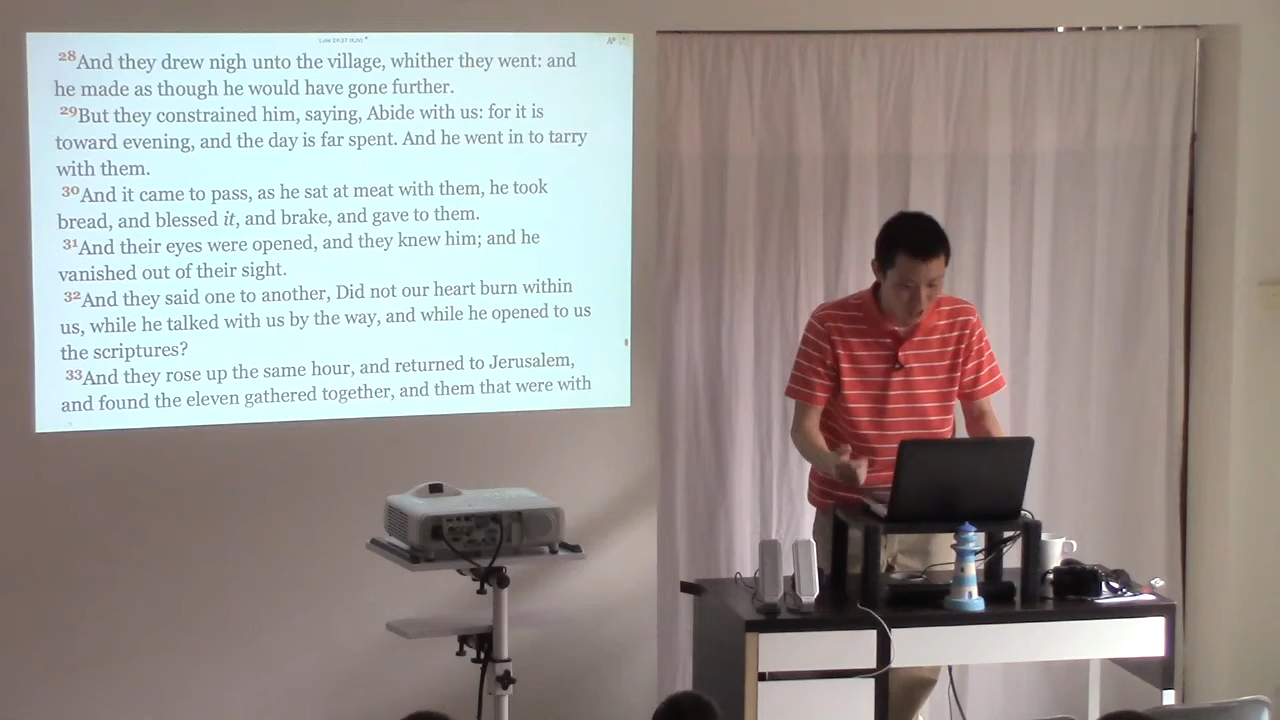 Luke 24:27 (KJV)
28And they drew nigh unto the village, whither they went: and
he made as though he would have gone further.
29But they constrained him, saying, Abide with us: for it is
toward evening, and the day is far spent. And he went in to tarry
with them.
30And it came to pass, as he sat at meat with them, he took
bread, and blessed it, and brake, and gave to them.
31And their eyes were opened, and they knew him; and he
vanished out of their sight.
32And they said one to another, Did not our heart burn within
us, while he talked with us by the way, and while he opened to us
the scriptures?
33And they rose up the same hour, and returned to Jerusalem,
and found the eleven gathered together, and them that were with